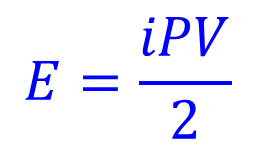 E = iPV/2